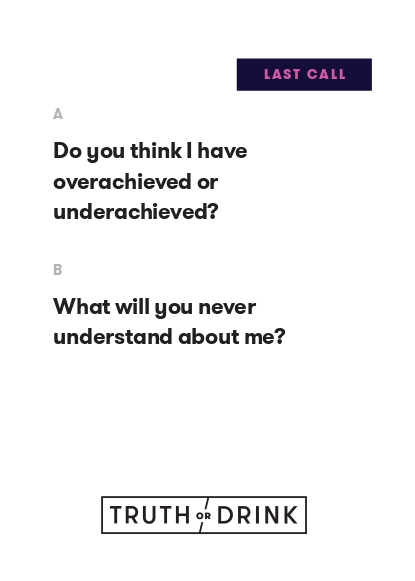 LAST CALL
A
Do you think I have
overachieved or
underachieved?
B
What will you never
understand about me?
TRUTH OR DRINK